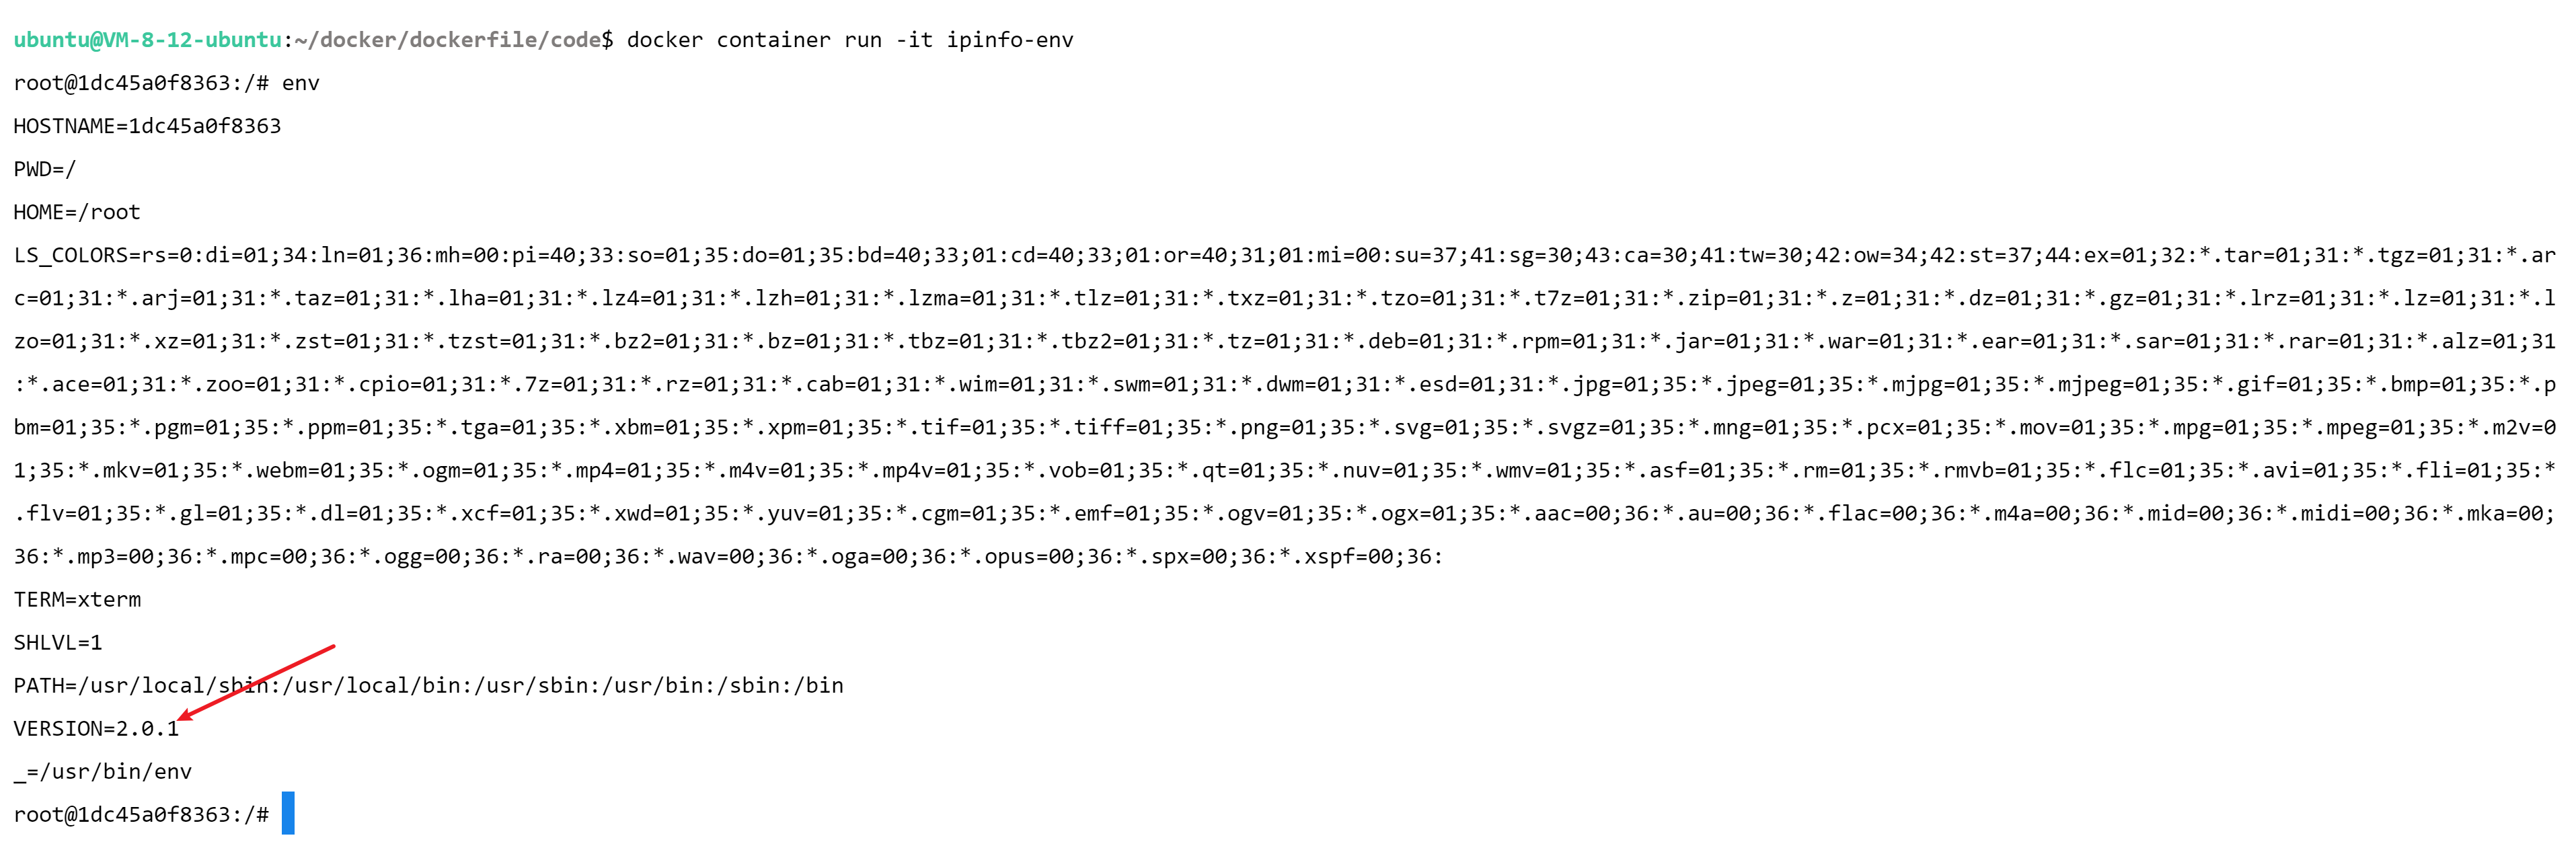 ubuntu@VM-8-12-ubuntu:~/docker/dockerfile/code$ docker container run -it ipinfo-env
root@1dc45a0f8363:/# env
HOSTNAME=1dc45a0f8363
PWD=/
HOME=/root
LS_COLORS=rs=0:di=01;34:ln=01;36:mh=00:pi=40;33:so=01;35:do=01;35:bd=40;33;01:cd=40;33;01:or=40;31;01:mi=00:su=37;41:sg=30;43:ca=30;41:tw=30;42:ow=34;42:st=37;44:ex=01;32:*.tar=01;31:*.tgz=01;31:*.ar
c=01;31:*.arj=01;31:*.taz=01;31:*.lha=01;31:*.lz4=01;31:*.lzh=01;31:*.lzma=01;31:*.tlz=01;31:*.txz=01;31:*.tzo=01;31:*.t7z=01;31:*.zip=01;31:*.z=01;31:*.dz=01;31:*.gz=01;31:*.lrz=01;31:*.lz=01;31:*.l
zo=01;31:*.xz=01;31:*.zst=01;31:*.tzst=01;31:*.bz2=01;31:*.bz=01;31:*.tbz=01;31:*.tbz2=01;31:*.tz=01;31:*.deb=01;31:*.rpm=01;31:*.jar=01;31:*.war=01;31:*.ear=01;31:*.sar=01;31:*.rar=01;31:*.alz=01;31
:*.ace=01;31:*.zoo=01;31:*.cpio=01;31:*.7z=01;31:*.rz=01;31:*.cab=01;31:*.wim=01;31:*.swm=01;31:*.dwm=01;31:*.esd=01;31:*.jpg=01;35:*.jpeg=01;35:*.mjpg=01;35:*.mjpeg=01;35:*.gif=01;35:*.bmp=01;35:*.p
bm=01;35:*.pgm=01;35:*.ppm=01;35:*.tga=01;35:*.xbm=01;35:*.xpm=01;35:*.tif=01;35:*.tiff=01;35:*.png=01;35:*.svg=01;35:*.svgz=01;35:*.mng=01;35:*.pcx=01;35:*.mov=01;35:*.mpg=01;35:*.mpeg=01;35:*.m2v=0
1;35:*.mkv=01;35:*.webm=01;35:*.ogm=01;35:*.mp4=01;35:*.m4v=01;35:*.mp4v=01;35:*.vob=01;35:*.qt=01;35:*.nuv=01;35:*.wmv=01;35:*.asf=01;35:*.rm=01;35:*.rmvb=01;35:*.flc=01;35:*.avi=01;35:*.fli=01;35:*
.flv=01;35:*.gl=01;35:*.dl=01;35:*.xcf=01;35:*.xwd=01;35:*.yuv=01;35:*.cgm=01;35:*.emf=01;35:*.ogv=01;35:*.ogx=01;35:*.aac=00;36:*.au=00;36:*.flac=00;36:*.m4a=00;36:*.mid=00;36:*.midi=00;36:*.mka=00;
36:*.mp3=00;36:*.mpc=00;36:*.ogg=00;36:*.ra=00;36:*.wav=00;36:*.oga=00;36:*.opus=00;36:*.spx=00;36:*.xspf=00;36:
TERM=xterm
SHLVL=1
PATH=/usr/local/sbin:/usr/local/bin:/usr/sbin:/usr/bin:/sbin:/bin
VERSION=2.0.1
_=/usr/bin/env
root@1dc45a0f8363:/#